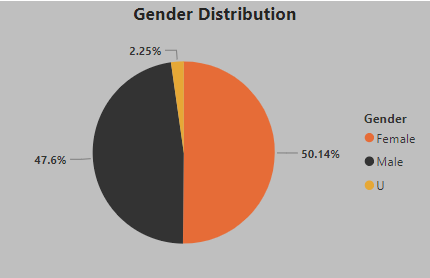 Gender Distribution
2.25%
47.6%
50.14%
Gender
Female
Male
U